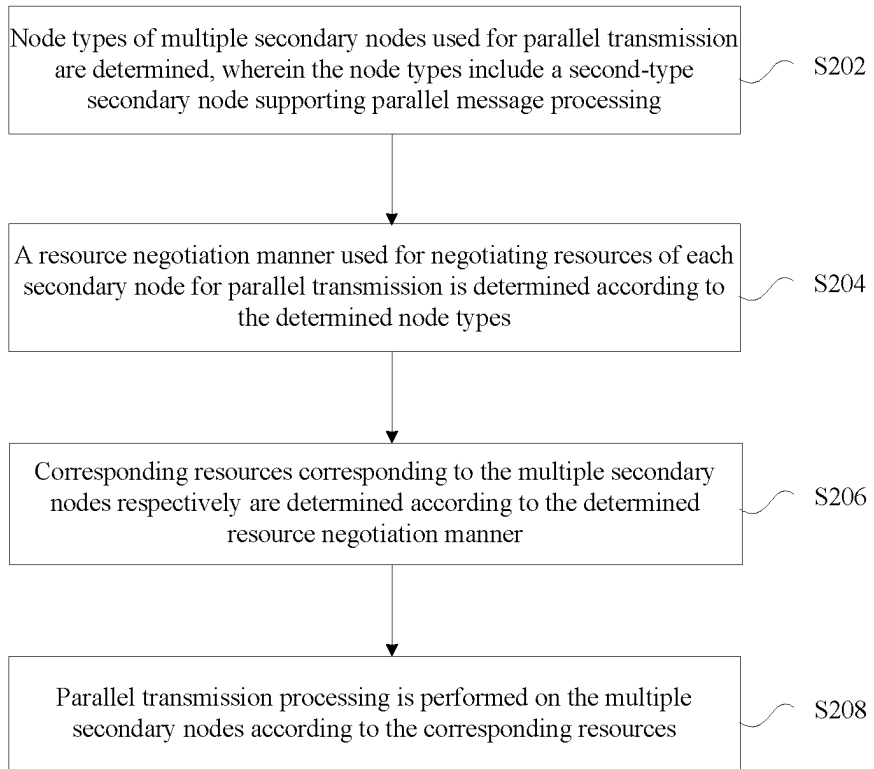 Node types of multiple secondary nodes used for parallel transmission
are determined, wherein the node types include a second-type
secondary node supporting parallel message processing
S202
A resource negotiation manner used for negotiating resources of each
secondary node for parallel transmission is determined according to
the determined node types
S204
Corresponding resources corresponding to the multiple secondary
nodes respectively are determined according to the determined
resource negotiation manner
S206
Parallel transmission processing is performed on the multiple
secondary nodes according to the corresponding resources
S208